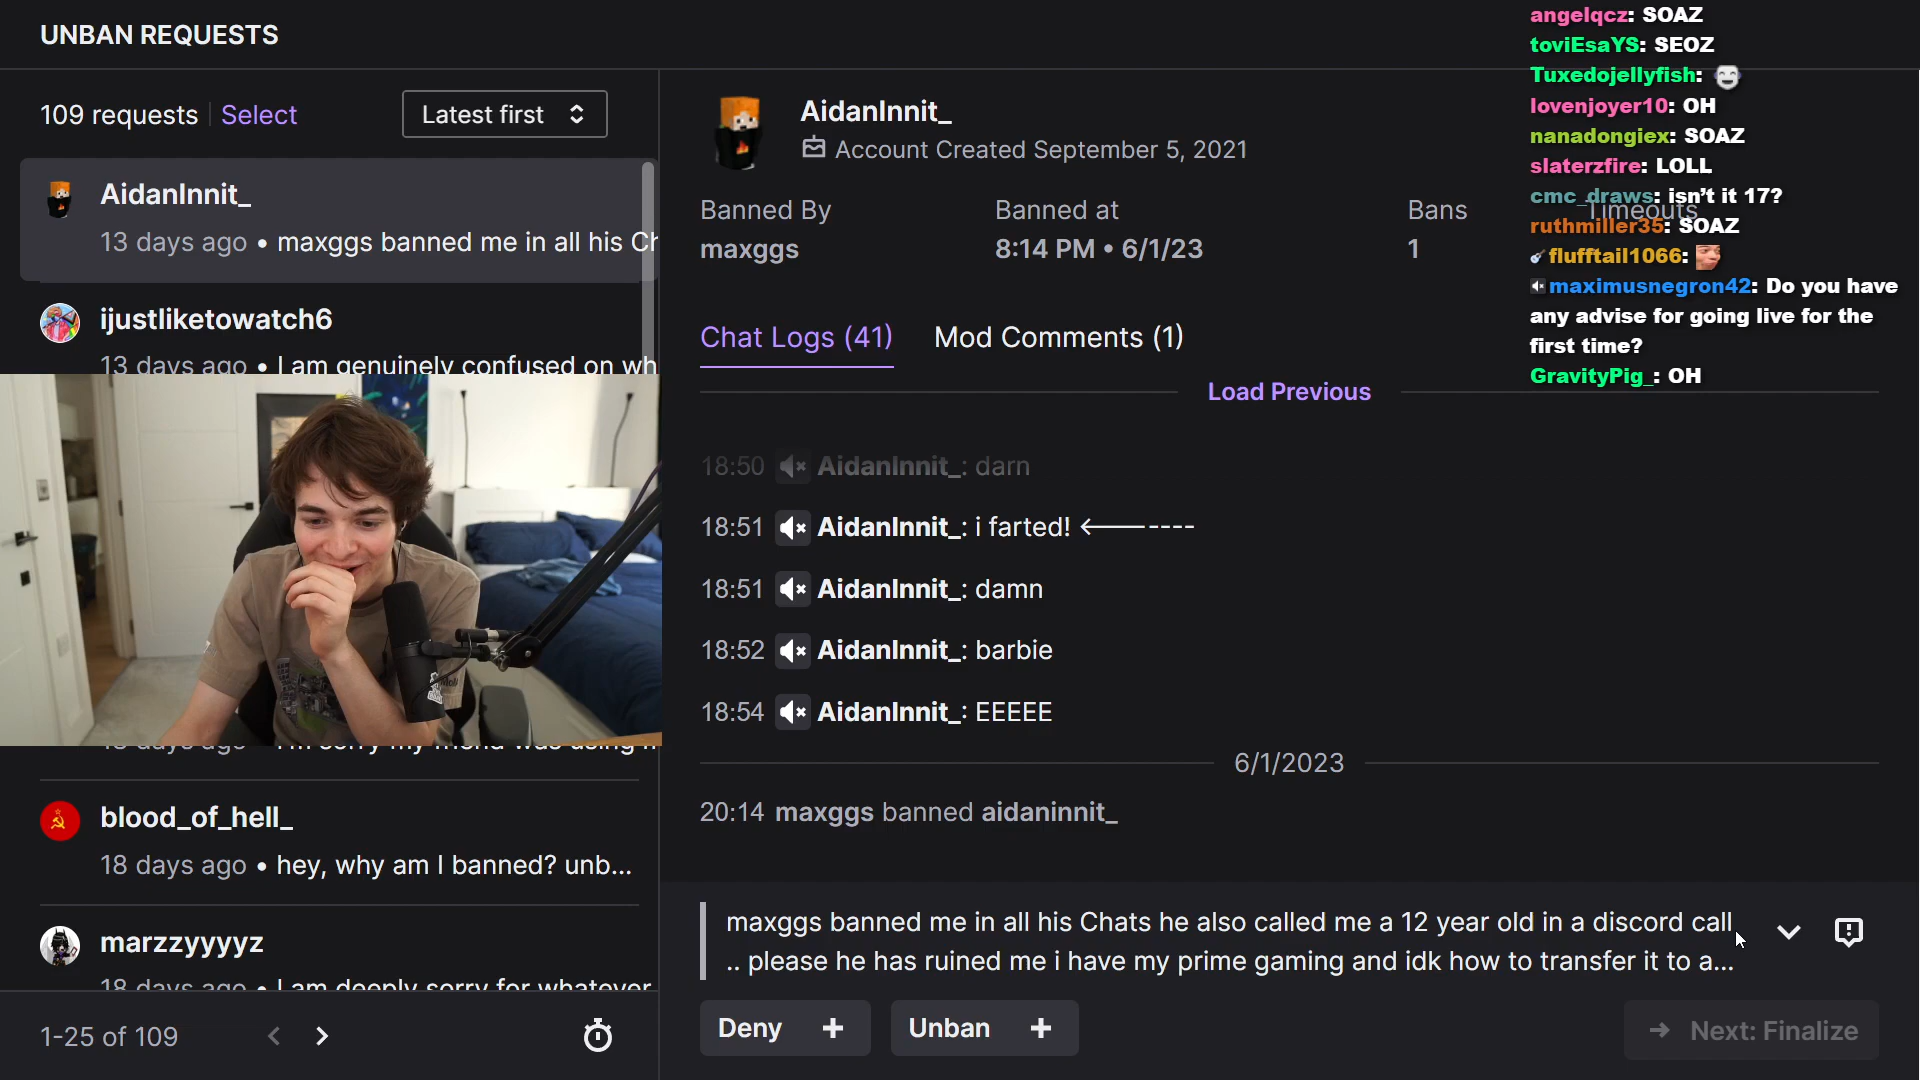 UNBAN REQUESTS
109 requests
Select
Latest first
AidanInnit_
13 days ago • maxggs banned me in all his Ch
ijustliketowatch6
13 days ago • I am genuinely confused on wh
blood_of_hell_
18 days ago • hey, why am I banned? unb...
marzzyyyyz
18 days ago • I am deeply sorry for whatever
1-25 of 109
AidanInnit_
Account Created September 5, 2021
Banned By
maxggs
Banned at
8:14 PM • 6/1/23
Bans
1
Timeouts
Chat Logs (41)
Mod Comments (1)
Load Previous
18:50 AidanInnit_: darn
18:51 AidanInnit_: i farted! <-------
18:51 AidanInnit_: damn
18:52 AidanInnit_: barbie
18:54 AidanInnit_: EEEEE
6/1/2023
20:14 maxggs banned aidaninnit_
maxggs banned me in all his Chats he also called me a 12 year old in a discord call
.. please he has ruined me i have my prime gaming and idk how to transfer it to a...
Deny +
Unban +
Next: Finalize
angelqcz: SOAZ
toviEsaYS: SEOZ
Tuxedojellyfish:
lovenjoyer10: OH
nanadongiex: SOAZ
slaterzfire: LOLL
cmc_draws: isn't it 17?
ruthmiller35: SOAZ
flufftail1066:
maximusnegron42: Do you have
any advise for going live for the
first time?
GravityPig_: OH